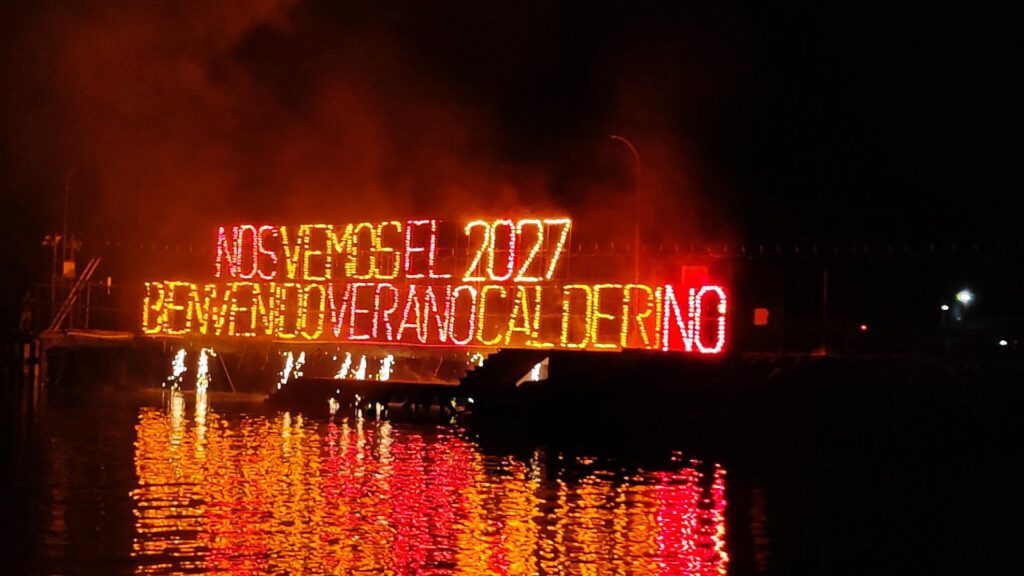 NOS VEMOS EL 2027
BENVENIDO VERANO CALDERINO